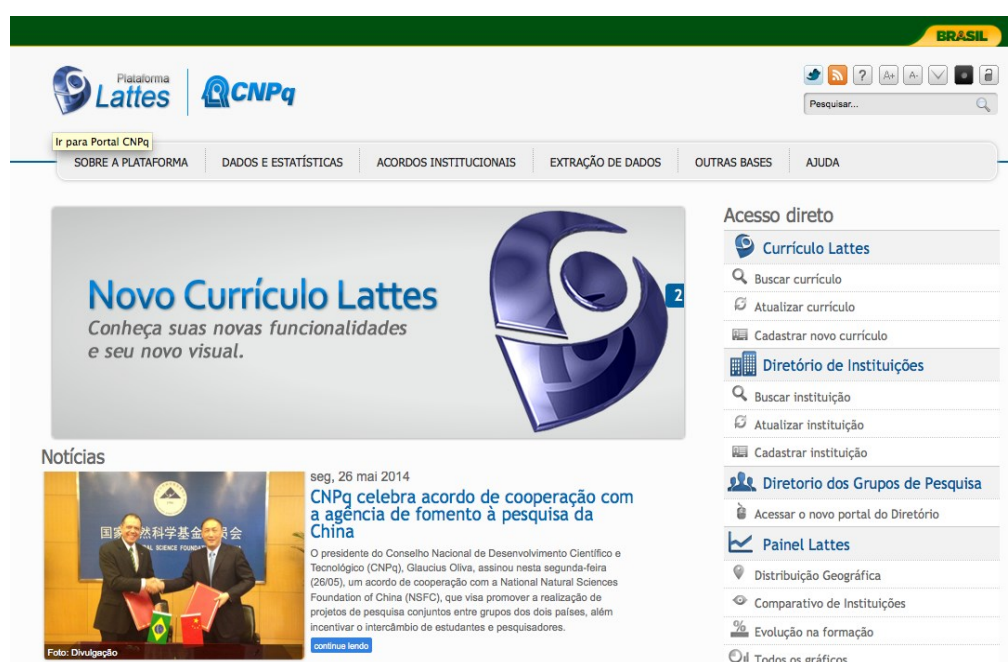 BRASIL
Plataforma
Lattes
CNPq
A+
A-
Pesquisar...
Ir para Portal CNPq
SOBRE A PLATAFORMA
DADOS E ESTATÍSTICAS
ACORDOS INSTITUCIONAIS
EXTRAÇÃO DE DADOS
OUTRAS BASES
AJUDA
Novo Currículo Lattes
Conheça suas novas funcionalidades
e seu novo visual.
2
Acesso direto
Currículo Lattes
Buscar currículo
Atualizar currículo
Cadastrar novo currículo
Diretório de Instituições
Buscar instituição
Atualizar instituição
Cadastrar instituição
Diretorio dos Grupos de Pesquisa
Acessar o novo portal do Diretório
Painel Lattes
Distribuição Geográfica
Comparativo de Instituições
Evolução na formação
Todos os gráficos
Notícias
Foto: Divulgação
seg, 26 mai 2014
CNPq celebra acordo de cooperação com
a agência de fomento à pesquisa da
China
O presidente do Conselho Nacional de Desenvolvimento Científico e
Tecnológico (CNPq), Glaucius Oliva, assinou nesta segunda-feira
(26/05), um acordo de cooperação com a National Natural Sciences
Foundation of China (NSFC), que visa promover a realização de
projetos de pesquisa conjuntos entre grupos dos dois países, além
incentivar o intercâmbio de estudantes e pesquisadores.
continue lendo